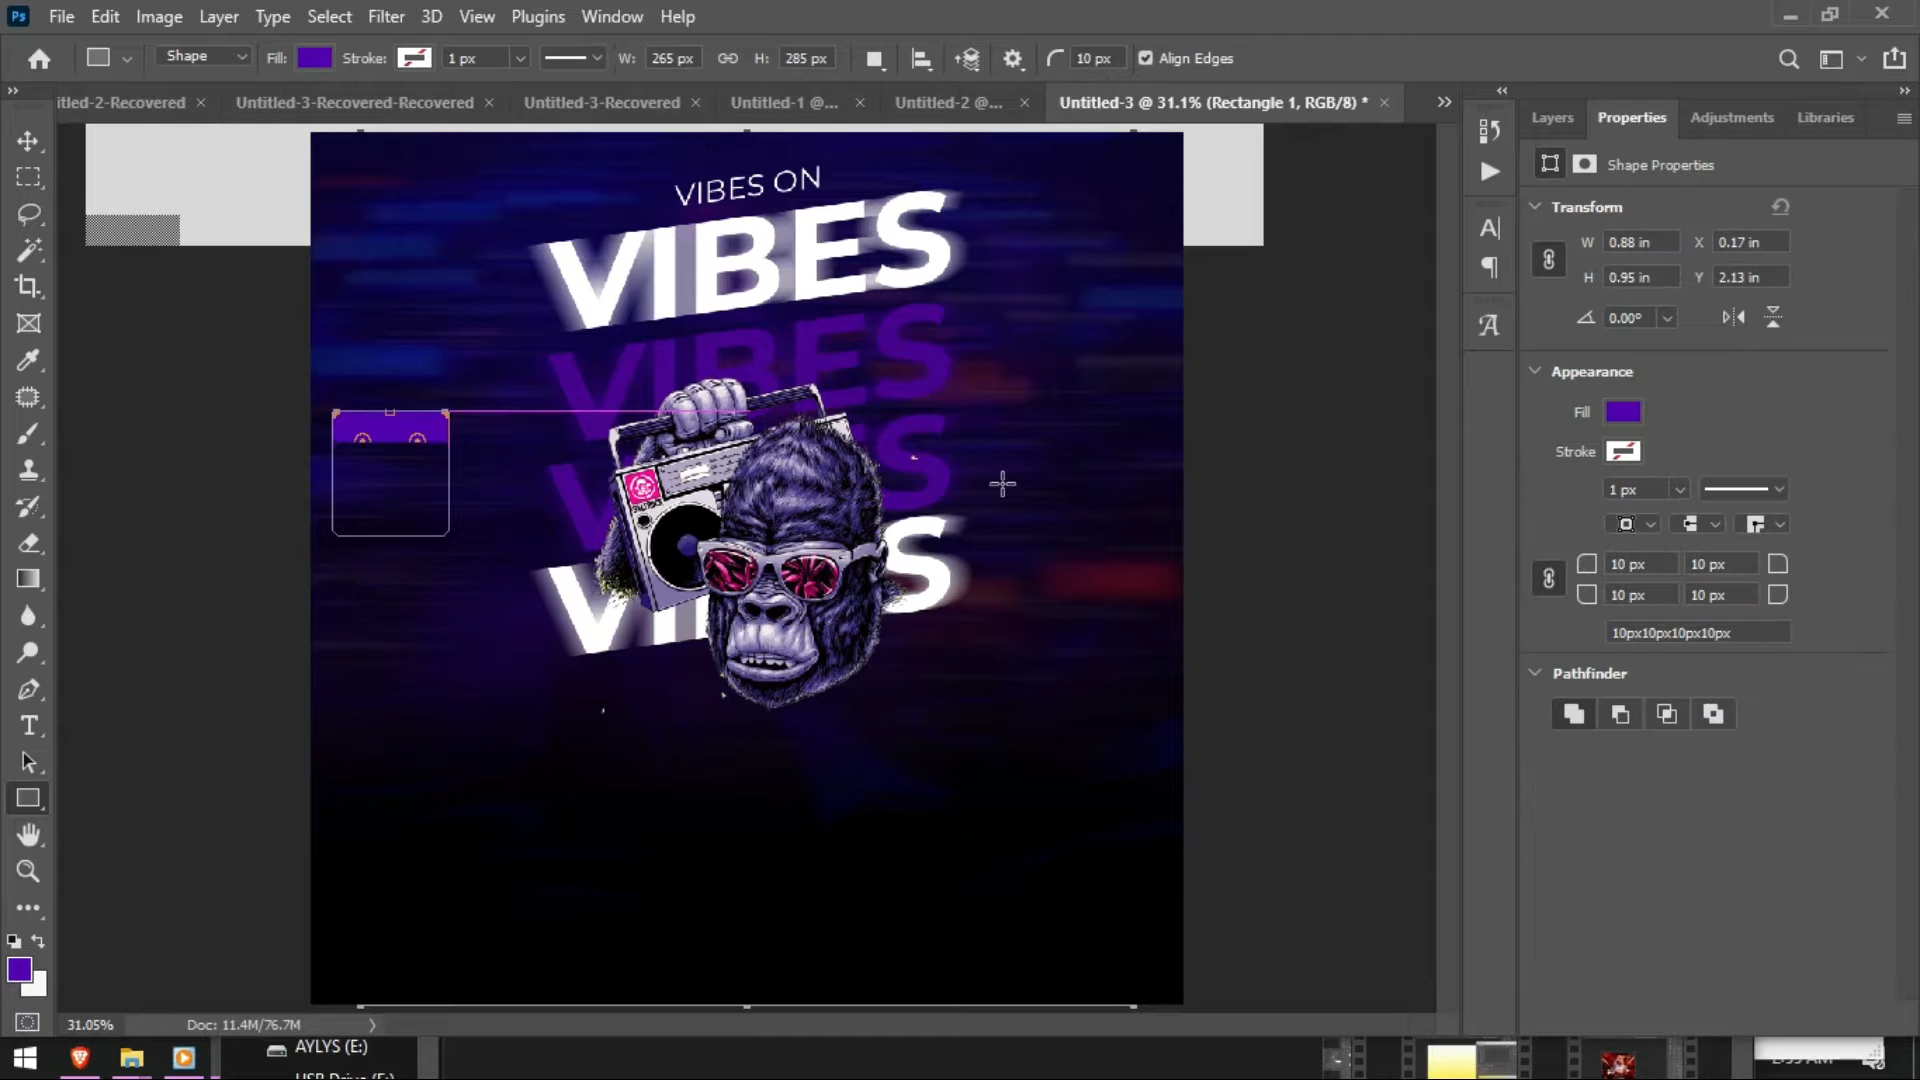 Ps File Edit Image Layer Type Select Filter 3D View Plugins Window Help
Shape Fill: Stroke: 1 px W: 265 px H: 285 px 10 px Align Edges
itled-2-Recovered Untitled-3-Recovered-Recovered Untitled-3-Recovered Untitled-1 @... Untitled-2 @... Untitled-3 @ 31.1% (Rectangle 1, RGB/8) *
Layers Properties Adjustments Libraries
Shape Properties
Transform
W 0.88 in X 0.17 in
H 0.95 in Y 2.13 in
0.00°
Appearance
Fill
Stroke
1 px
10 px 10 px
10 px 10 px
10px10px10px10px
Pathfinder
VIBES ON
VIBES
VIBES
S
VIBES
31.05% Doc: 11.4M/76.7M
AYLYS (E:)